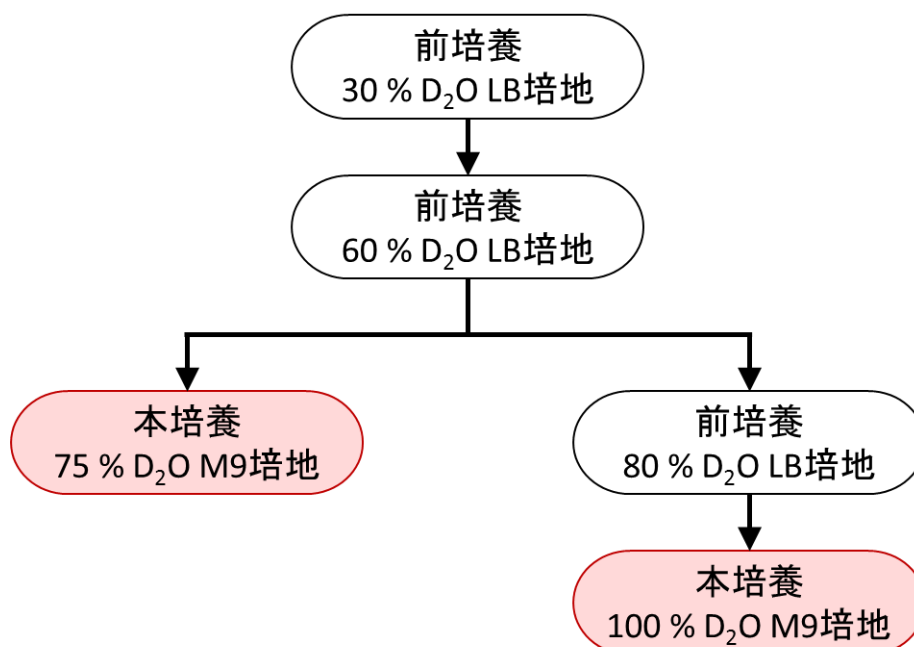 前培養
30 % D₂O LB培地
前培養
60 % D₂O LB培地
本培養
75 % D₂O M9培地
前培養
80 % D₂O LB培地
本培養
100 % D₂O M9培地